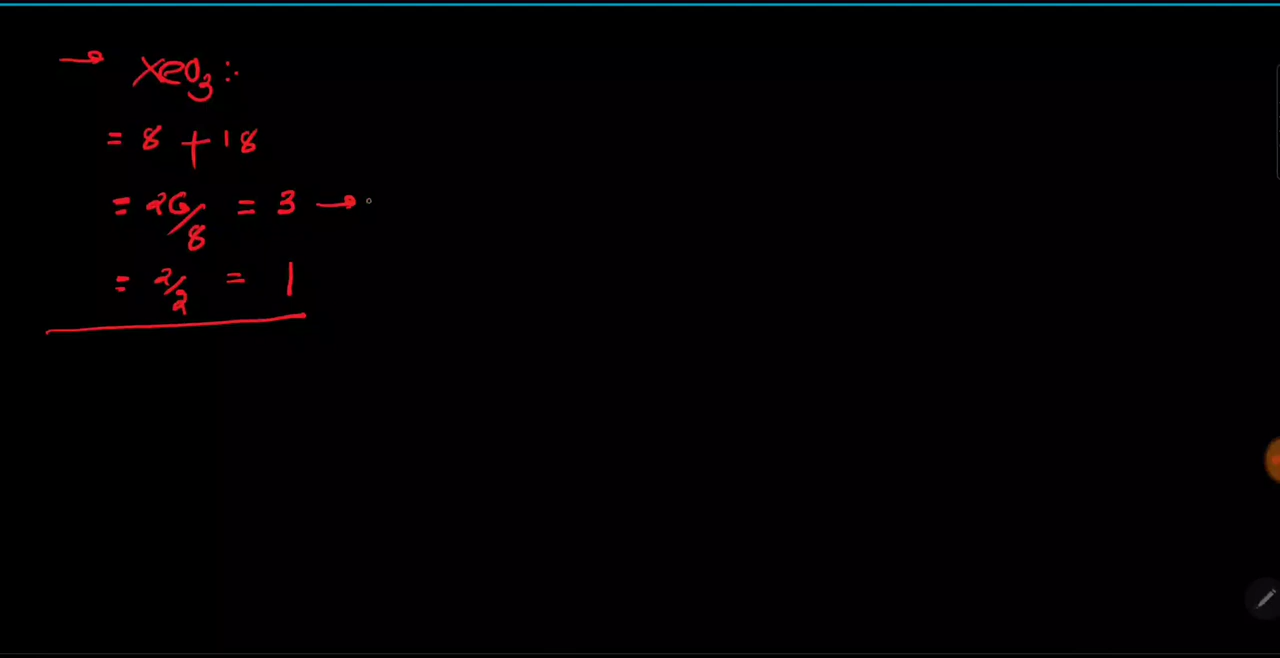 → XeO₃ :
= 8 + 18
= 26/8 = 3 →
= 2/2 = 1